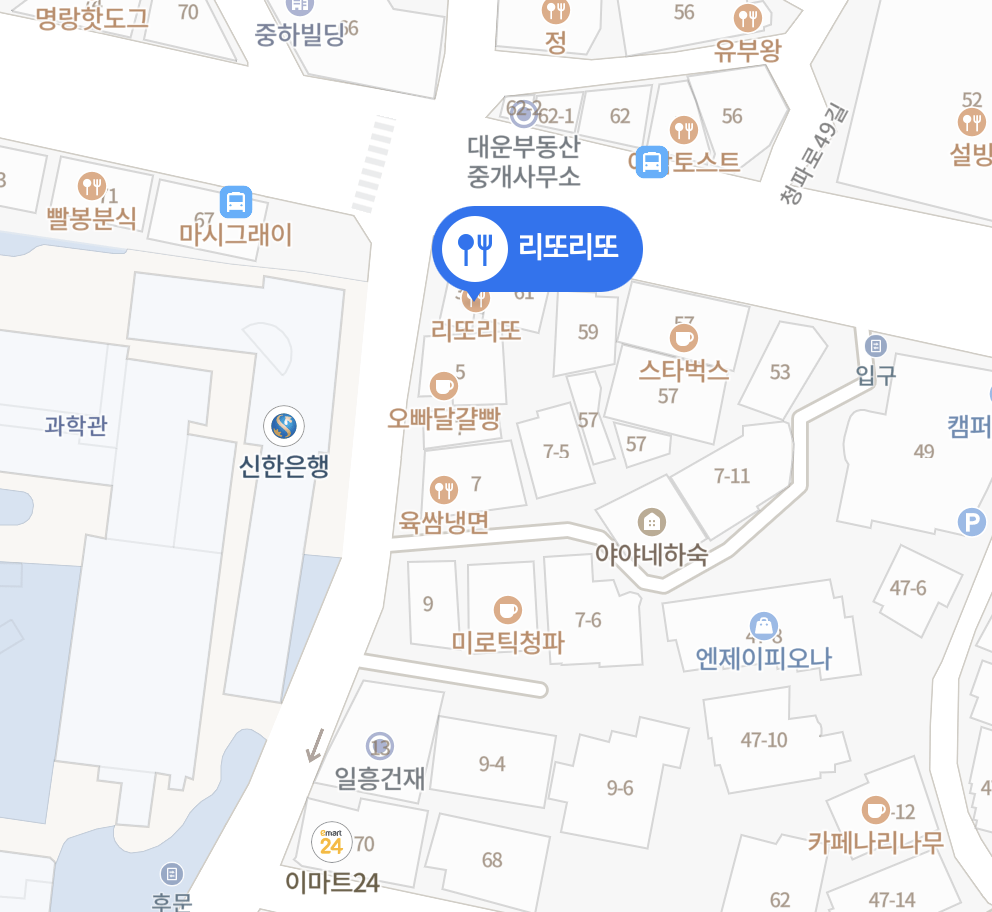 명랑핫도그
70
중하빌딩
66
정
56
유부왕
52
설빙
62-2
62-1
62
56
대운부동산
중개사무소
토스트
청파로49길
71
빨봉분식
67
마시그래이
리또리또
61
리또리또
59
57
스타벅스
57
53
입구
5
오빠달걀빵
57
57
7-5
7-11
캠퍼
49
과학관
신한은행
7
육쌈냉면
야야네하숙
P
9
미로틱청파
7-6
47-6
엔제이피오나
13
일흥건재
9-4
9-6
47-10
-12
카페나리나무
emart
24
70
이마트24
68
62
47-14
후문